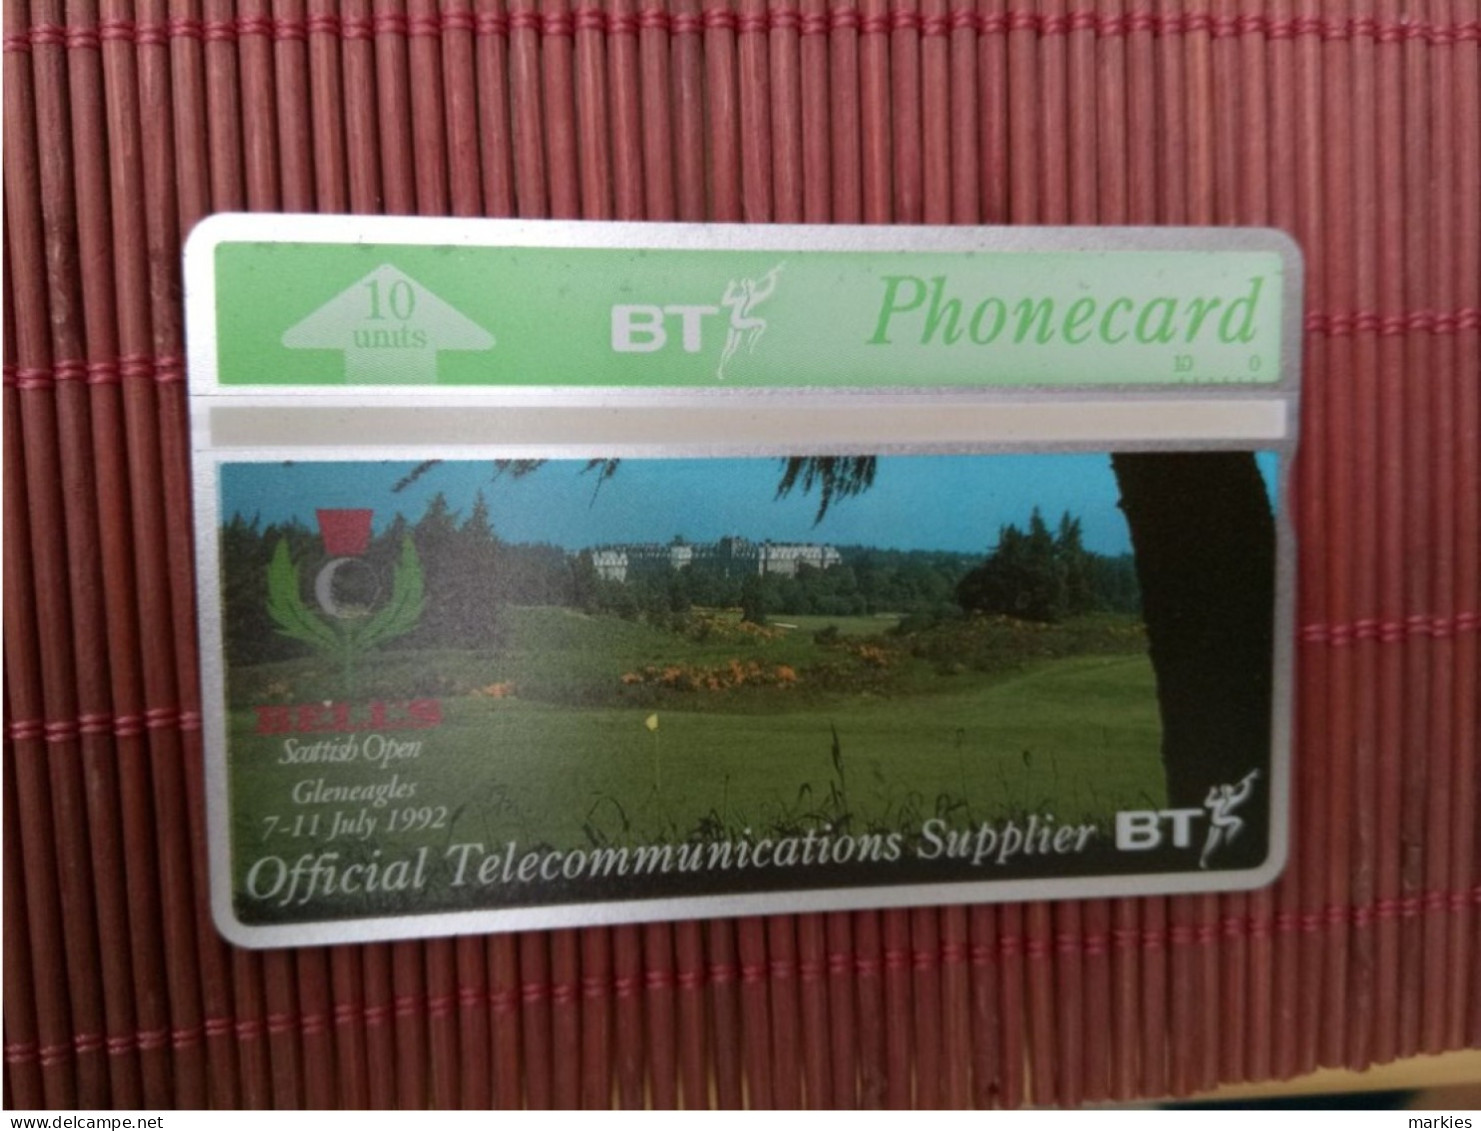 10
units
BT
Phonecard
10 0
BELL'S
Scottish Open
Gleneagles
7-11 July 1992
Official Telecommunications Supplier BT
www.delcampe.net
markies